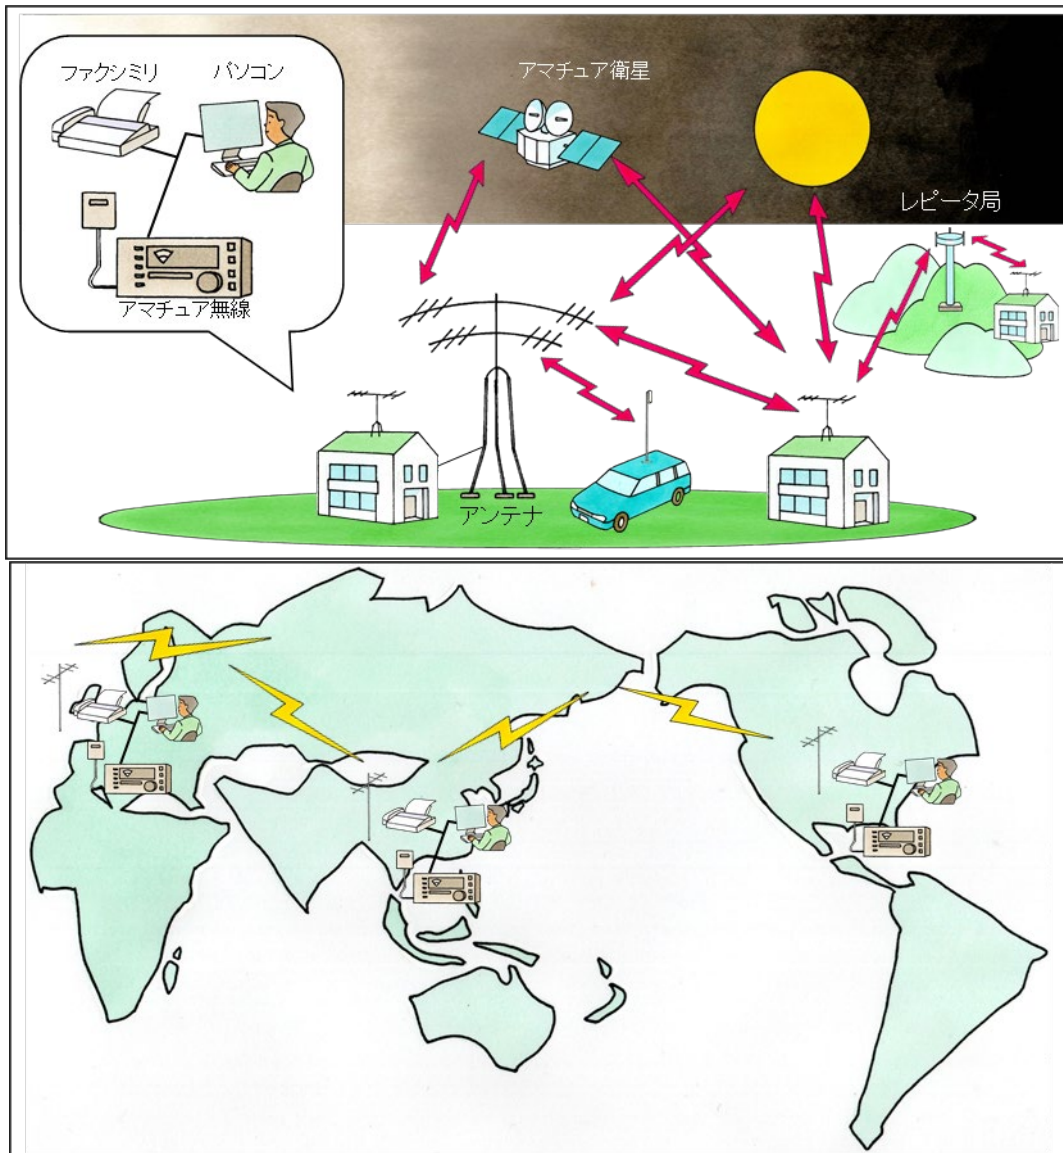 ファクシミリ
パソコン
アマチュア無線
アマチュア衛星
レピータ局
アンテナ